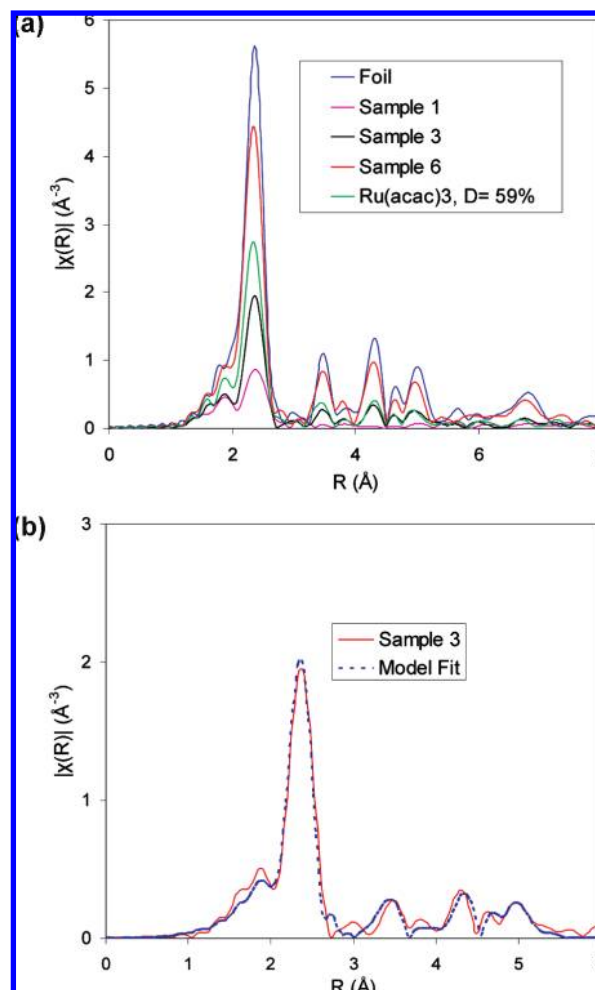 (a)
6
5
4
3
2
1
0
|χ(R)| (Å-3)
Foil
Sample 1
Sample 3
Sample 6
Ru(acac)3, D= 59%
0 2 4 6
R (Å)
(b)
3
2
1
0
|χ(R)| (Å-3)
Sample 3
Model Fit
0 1 2 3 4 5
R (Å)